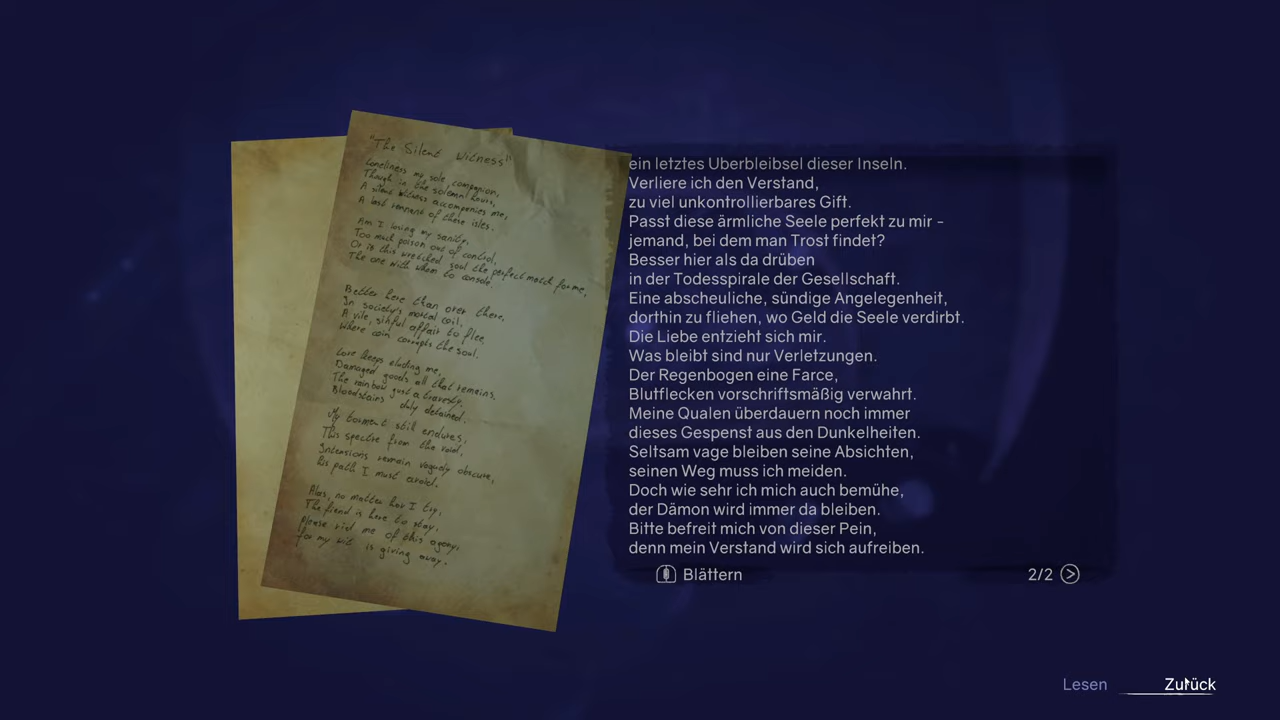 "The Silent Witness"
Loneliness my sole companion,
Though in the solemn hours,
A silent witness accompanies me,
A last remnant of these isles.
Am I losing my sanity,
Too much poison out of control,
Or is this wretched soul the perfect match for me,
The one with whom to console.
Better here than over there,
In society's mortal coil,
A vile, sinful affair to flee
Where coin corrupts the soul.
Love keeps eluding me,
Damaged goods all that remains.
The rainbow just a travesty,
Bloodstains duly detained.
My torment still endures,
This spectre from the void,
Intensions remain vaguely obscure,
his path I must avoid.
Alas, no matter how I try,
The fiend is here to stay,
please rid me of this agony,
for my wit is giving away.
ein letztes Überbleibsel dieser Inseln.
Verliere ich den Verstand,
zu viel unkontrollierbares Gift.
Passt diese ärmliche Seele perfekt zu mir –
jemand, bei dem man Trost findet?
Besser hier als da drüben
in der Todesspirale der Gesellschaft.
Eine abscheuliche, sündige Angelegenheit,
dorthin zu fliehen, wo Geld die Seele verdirbt.
Die Liebe entzieht sich mir.
Was bleibt sind nur Verletzungen.
Der Regenbogen eine Farce,
Blutflecken vorschriftsmäßig verwahrt.
Meine Qualen überdauern noch immer
dieses Gespenst aus den Dunkelheiten.
Seltsam vage bleiben seine Absichten,
seinen Weg muss ich meiden.
Doch wie sehr ich mich auch bemühe,
der Dämon wird immer da bleiben.
Bitte befreit mich von dieser Pein,
denn mein Verstand wird sich aufreiben.
Blättern
2/2
Lesen
Zurück